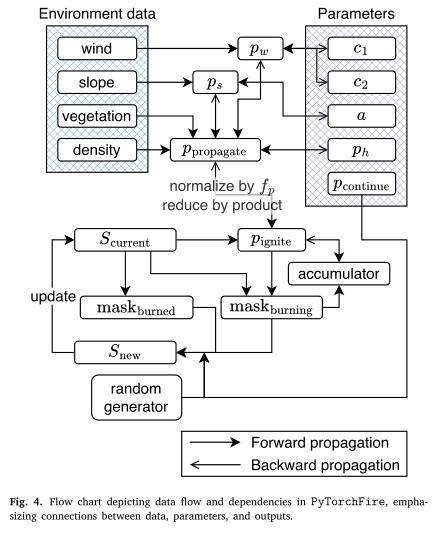 Environment data
Parameters
wind
p_w
c_1
slope
p_s
c_2
vegetation
a
density
p_propagate
p_h
normalize by f_p
reduce by product
p_continue
S_current
p_ignite
accumulator
update
mask_burned
mask_burning
S_new
random
generator
Forward propagation
Backward propagation
Fig. 4. Flow chart depicting data flow and dependencies in PyTorchFire, empha-
sizing connections between data, parameters, and outputs.